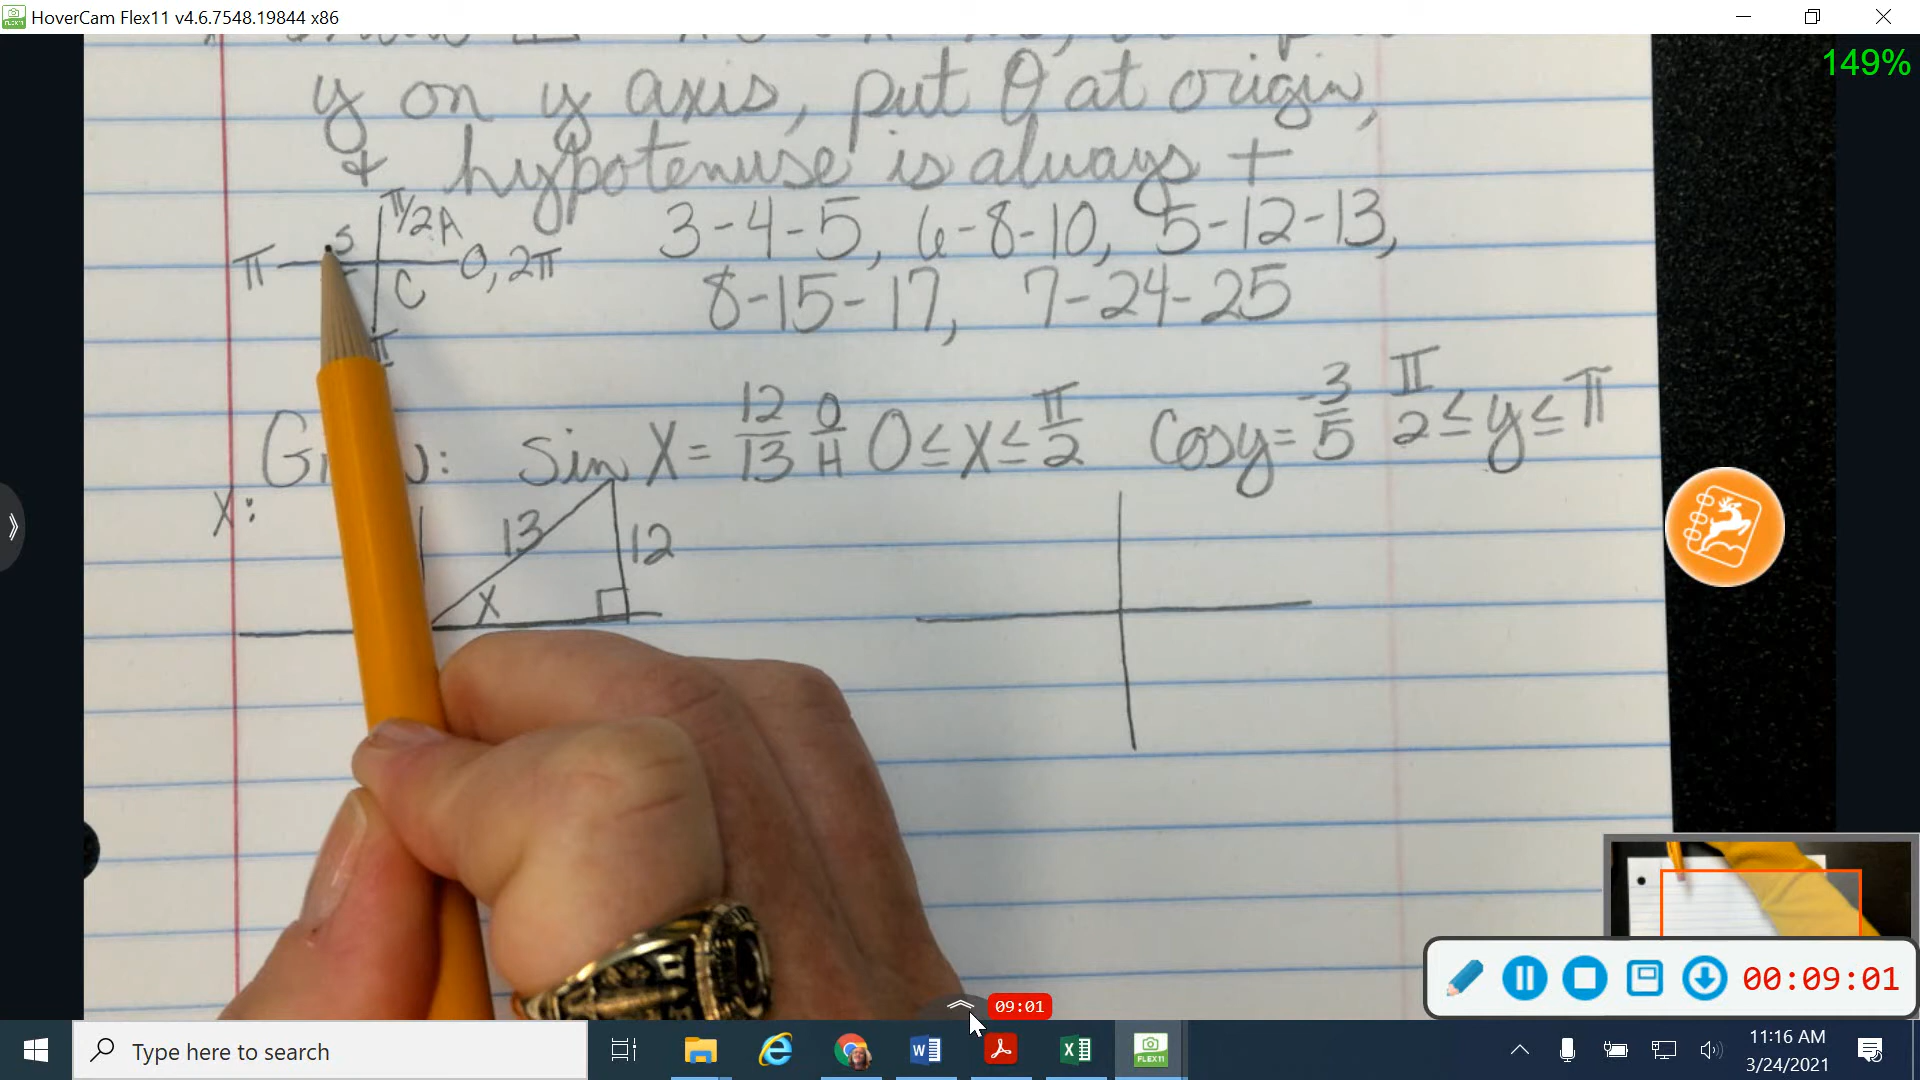 HoverCam Flex11 v4.6.7548.19844 x86
149%
y on y axis, put θ at origin,
+ hypotenuse is always +
π/2 A
S
π
0, 2π
C
3-4-5, 6-8-10, 5-12-13,
8-15-17, 7-24-25
Sin X = 12/13 O/H 0 ≤ x ≤ π/2 Cos y = -3/5 π/2 ≤ y ≤ π
X:
13
12
X
00:09:01
09:01
Type here to search
11:16 AM
3/24/2021